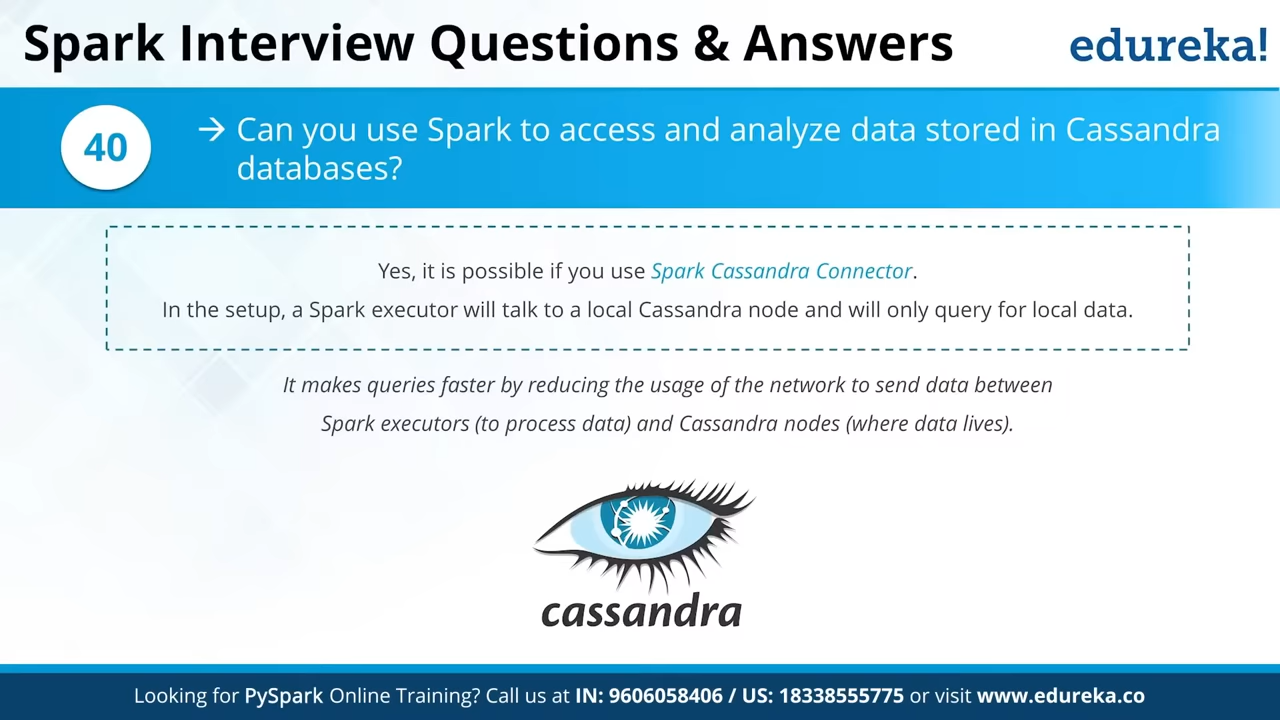 Spark Interview Questions & Answers
edureka!
40
→ Can you use Spark to access and analyze data stored in Cassandra
databases?
Yes, it is possible if you use Spark Cassandra Connector.
In the setup, a Spark executor will talk to a local Cassandra node and will only query for local data.
It makes queries faster by reducing the usage of the network to send data between
Spark executors (to process data) and Cassandra nodes (where data lives).
cassandra
Looking for PySpark Online Training? Call us at IN: 9606058406 / US: 18338555775 or visit www.edureka.co